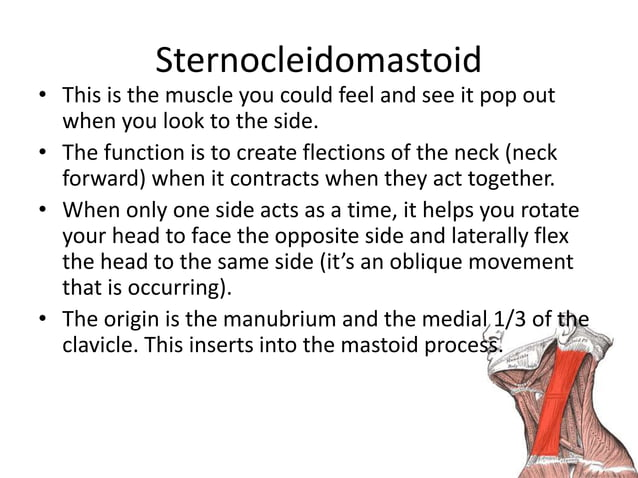 Sternocleidomastoid
• This is the muscle you could feel and see it pop out
when you look to the side.
• The function is to create flections of the neck (neck
forward) when it contracts when they act together.
• When only one side acts as a time, it helps you rotate
your head to face the opposite side and laterally flex
the head to the same side (it’s an oblique movement
that is occurring).
• The origin is the manubrium and the medial 1/3 of the
clavicle. This inserts into the mastoid process.